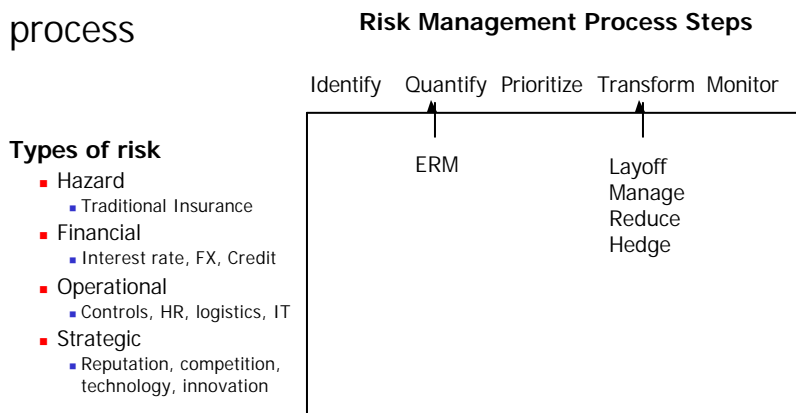 process
Risk Management Process Steps
Identify Quantify Prioritize Transform Monitor
Types of risk
Hazard
Traditional Insurance
Financial
Interest rate, FX, Credit
Operational
Controls, HR, logistics, IT
Strategic
Reputation, competition,
technology, innovation
ERM
Layoff
Manage
Reduce
Hedge